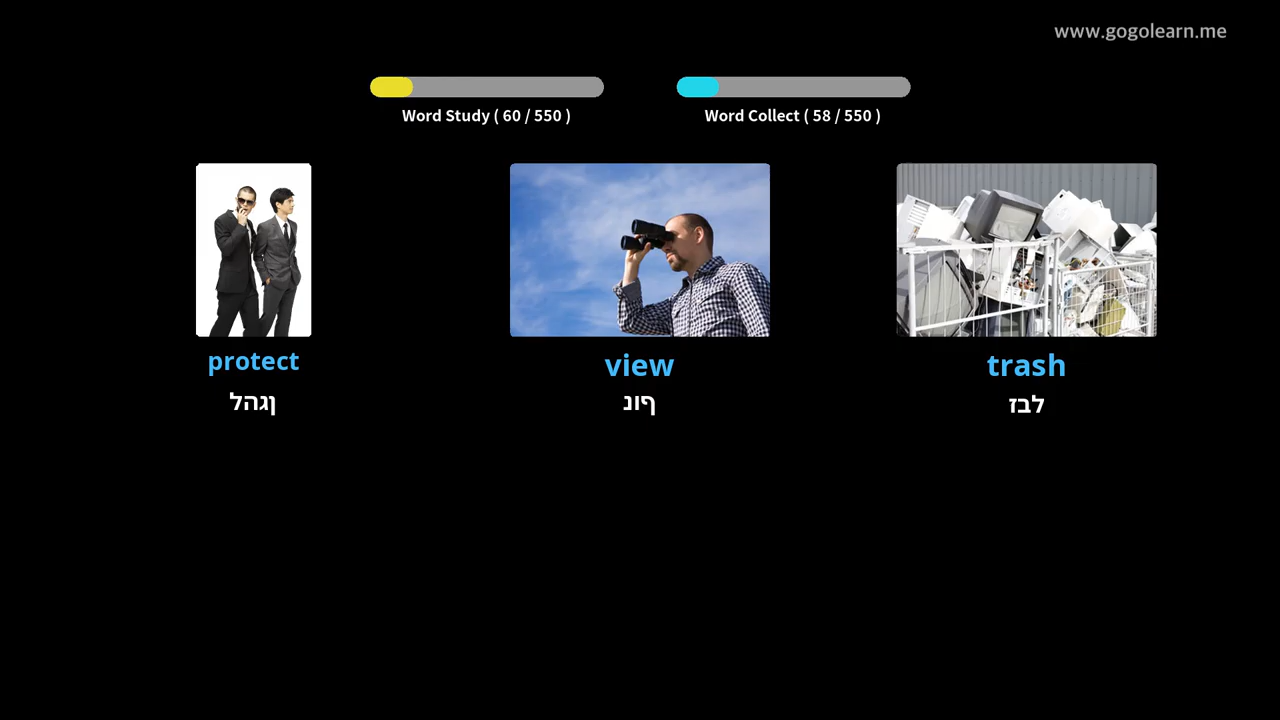 www.gogolearn.me
Word Study ( 60 / 550 )
Word Collect ( 58 / 550 )
protect
ןגהל
view
ףונ
trash
לבז